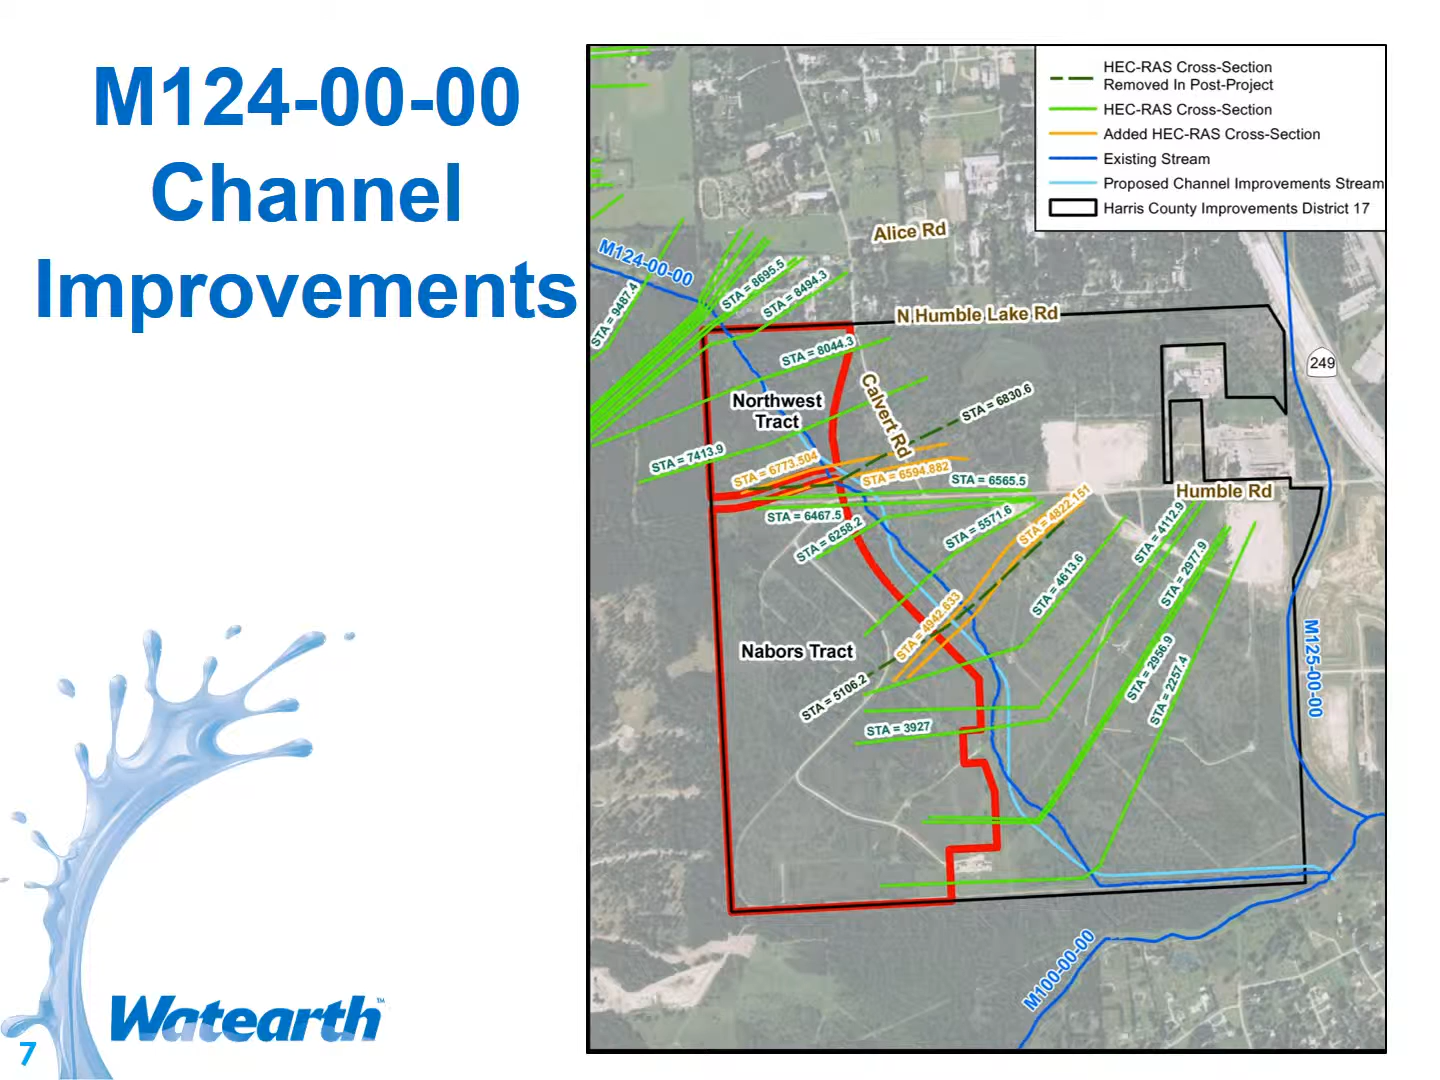 M124-00-00
Channel
Improvements
HEC-RAS Cross-Section
Removed In Post-Project
HEC-RAS Cross-Section
Added HEC-RAS Cross-Section
Existing Stream
Proposed Channel Improvements Stream
Harris County Improvements District 17
Alice Rd
M124-00-00
STA = 9487.4
STA = 8695.5
STA = 8494.3
N Humble Lake Rd
249
STA = 8044.3
Calvert Rd
Northwest
Tract
STA = 6830.6
STA = 7413.9
STA = 6773.504
STA = 6594.882
STA = 6565.5
Humble Rd
STA = 6467.5
STA = 6258.2
STA = 5571.6
STA = 4822.151
STA = 4112.9
STA = 4613.6
STA = 2977.9
STA = 4942.633
Nabors Tract
STA = 5106.2
STA = 2956.9
STA = 2257.4
M125-00-00
STA = 3927
M100-00-00
Watearth™
7